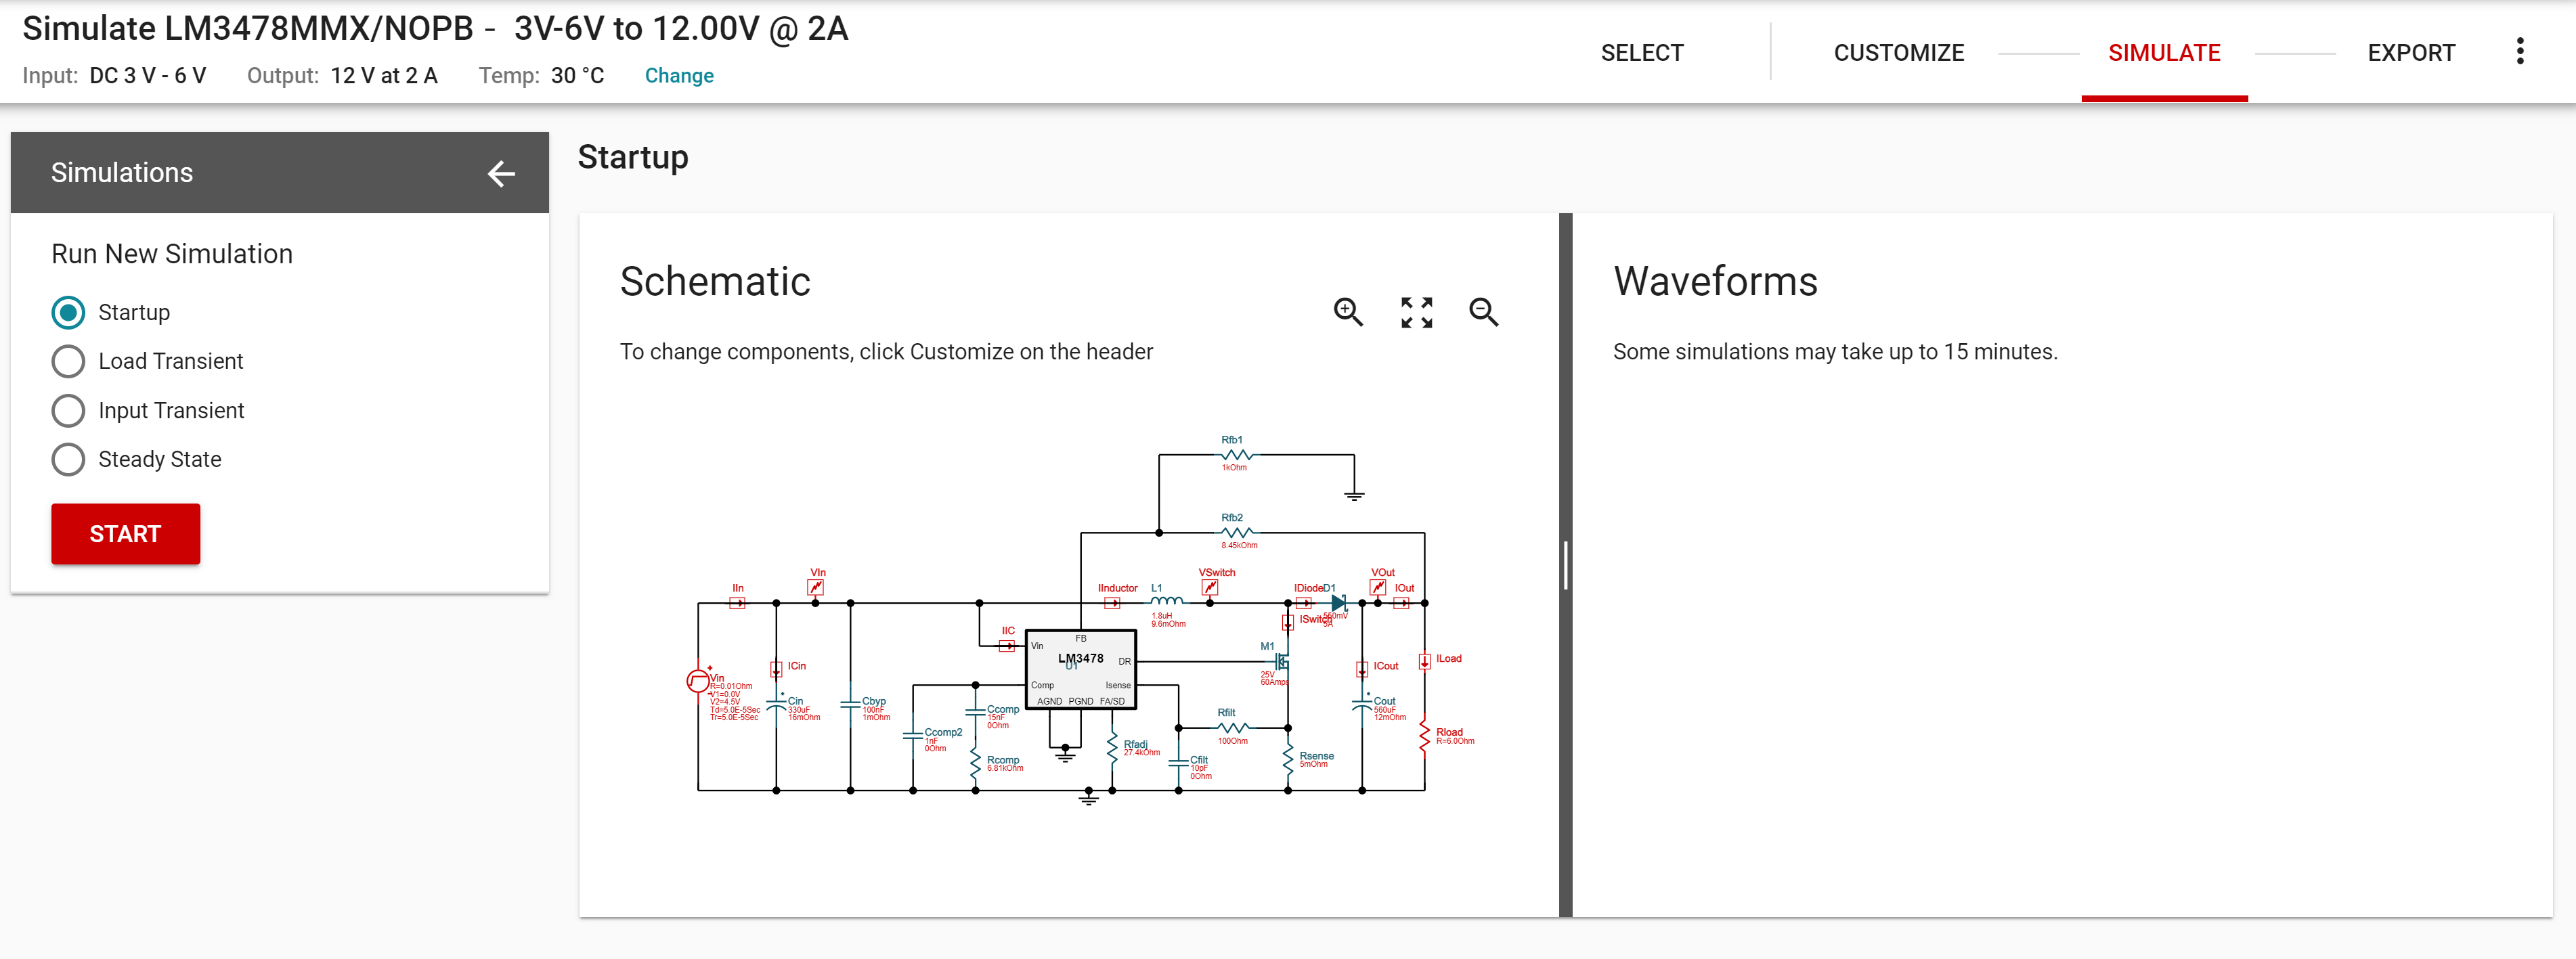 Simulate LM3478MMX/NOPB - 3V-6V to 12.00V @ 2A
Input: DC 3 V - 6 V Output: 12 V at 2 A Temp: 30 °C Change
SELECT
CUSTOMIZE
SIMULATE
EXPORT
Simulations
Run New Simulation
Startup
Load Transient
Input Transient
Steady State
START
Startup
Schematic
To change components, click Customize on the header
Rfb1
1kOhm
Rfb2
8.45kOhm
IIn
VIn
IInductor
L1
1.8uH
9.6mOhm
VSwitch
IDiode
D1
560mV
5A
VOut
IOut
ISwitch
IIC
FB
Vin
LM3478
U1
DR
Comp
Isense
AGND
PGND
FA/SD
M1
25V
60Amps
Vin
R=0.01Ohm
V1=0.0V
V2=4.5V
Td=5.0E-5Sec
Tr=5.0E-5Sec
ICin
Cin
330uF
16mOhm
Cbyp
100nF
1mOhm
Ccomp2
1nF
0Ohm
Ccomp
15nF
0Ohm
Rcomp
6.81kOhm
Rfadj
27.4kOhm
Rfilt
100Ohm
Cfilt
10pF
0Ohm
Rsense
5mOhm
ICout
Cout
560uF
12mOhm
ILoad
Rload
R=6.0Ohm
Waveforms
Some simulations may take up to 15 minutes.